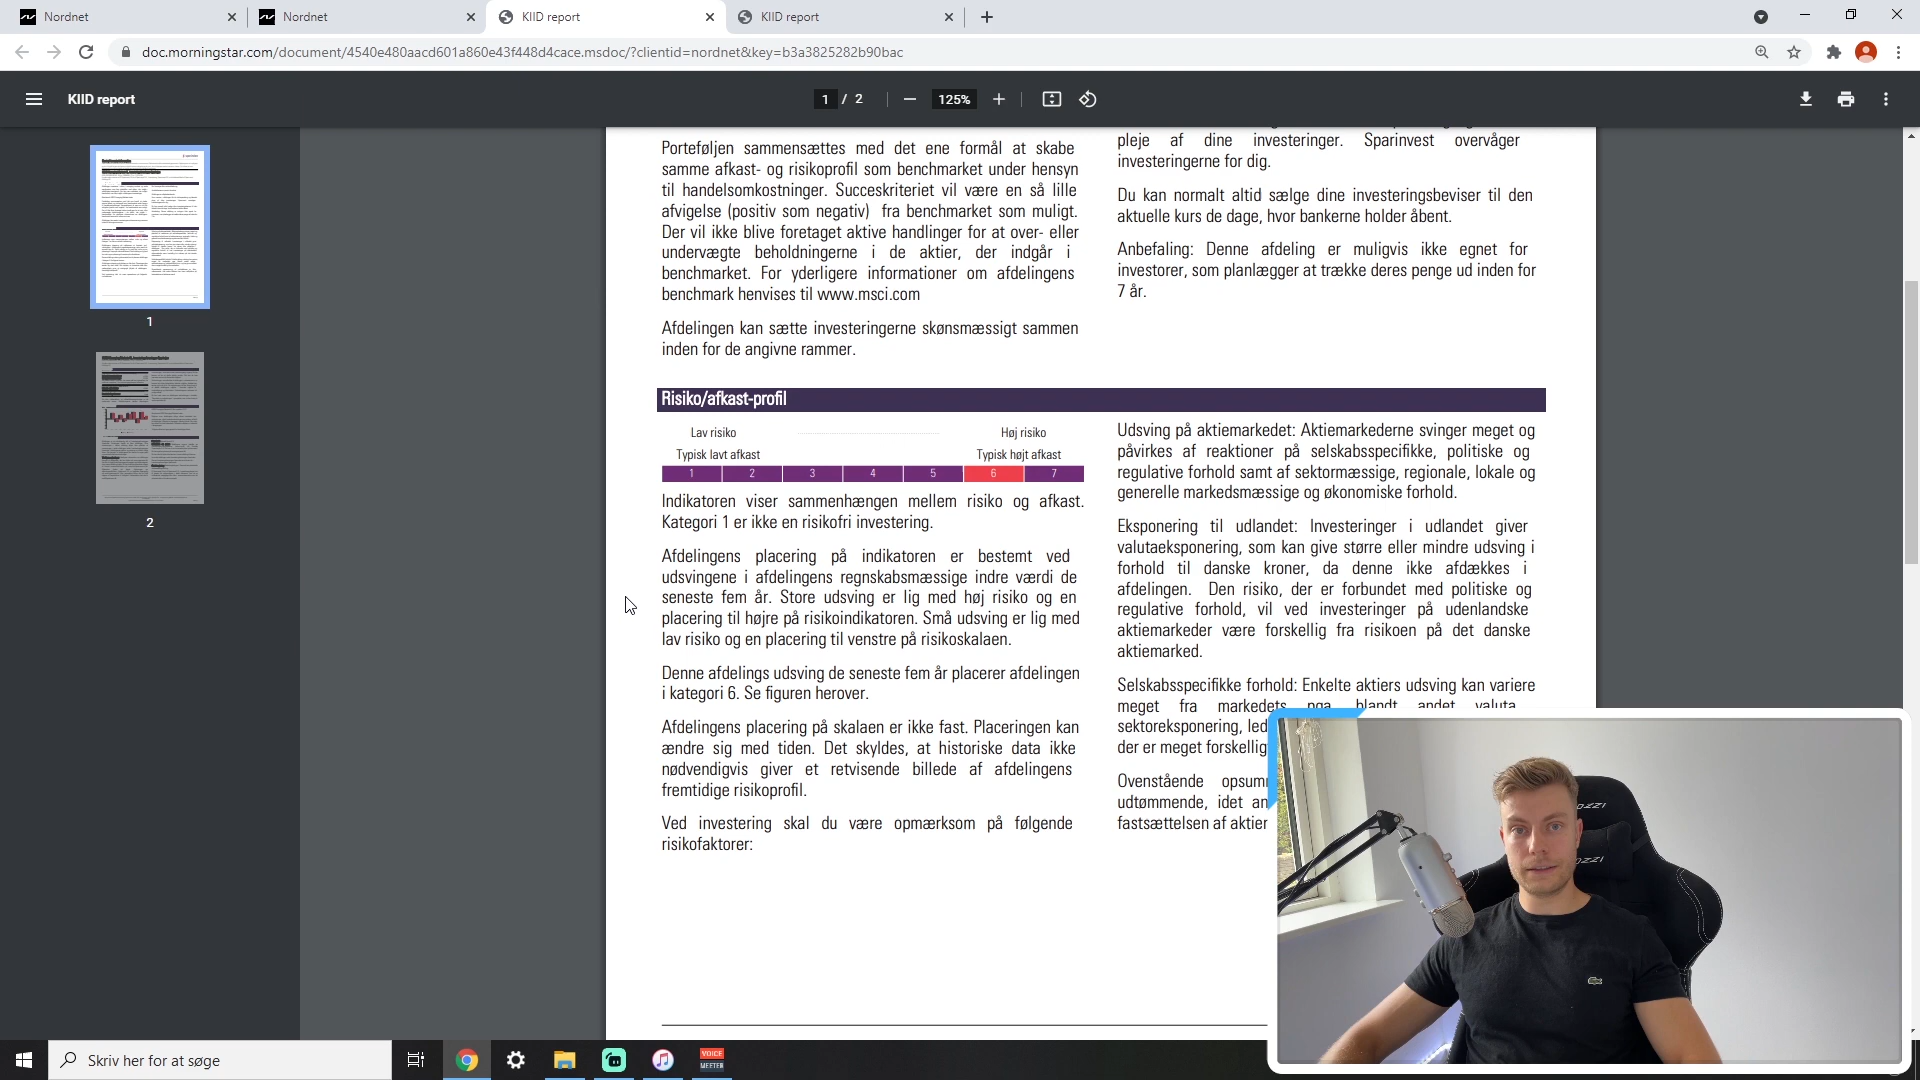 Nordnet
Nordnet
KIID report
KIID report
doc.morningstar.com/document/4540e480aacd601a860e43f448d4cace.msdoc/?clientid=nordnet&key=b3a3825282b90bac
KIID report
1 / 2
125%
1
2
Porteføljen sammensættes med det ene formål at skabe
samme afkast- og risikoprofil som benchmark under hensyn
til handelsomkostninger. Succeskriteriet vil være en så lille
afvigelse (positiv som negativ) fra benchmarket som muligt.
Der vil ikke blive foretaget aktive handlinger for at over- eller
undervægte beholdningerne i de aktier, der indgår i
benchmarket. For yderligere informationer om afdelingens
benchmark henvises til www.msci.com
Afdelingen kan sætte investeringerne skønsmæssigt sammen
inden for de angivne rammer.
pleje af dine investeringer. Sparinvest overvåger
investeringerne for dig.
Du kan normalt altid sælge dine investeringsbeviser til den
aktuelle kurs de dage, hvor bankerne holder åbent.
Anbefaling: Denne afdeling er muligvis ikke egnet for
investorer, som planlægger at trække deres penge ud inden for
7 år.
Risiko/afkast-profil
Lav risiko
Høj risiko
Typisk lavt afkast
Typisk højt afkast
1 2 3 4 5 6 7
Indikatoren viser sammenhængen mellem risiko og afkast.
Kategori 1 er ikke en risikofri investering.
Afdelingens placering på indikatoren er bestemt ved
udsvingene i afdelingens regnskabsmæssige indre værdi de
seneste fem år. Store udsving er lig med høj risiko og en
placering til højre på risikoindikatoren. Små udsving er lig med
lav risiko og en placering til venstre på risikoskalaen.
Denne afdelings udsving de seneste fem år placerer afdelingen
i kategori 6. Se figuren herover.
Afdelingens placering på skalaen er ikke fast. Placeringen kan
ændre sig med tiden. Det skyldes, at historiske data ikke
nødvendigvis giver et retvisende billede af afdelingens
fremtidige risikoprofil.
Ved investering skal du være opmærksom på følgende
risikofaktorer:
Udsving på aktiemarkedet: Aktiemarkederne svinger meget og
påvirkes af reaktioner på selskabsspecifikke, politiske og
regulative forhold samt af sektormæssige, regionale, lokale og
generelle markedsmæssige og økonomiske forhold.
Eksponering til udlandet: Investeringer i udlandet giver
valutaeksponering, som kan give større eller mindre udsving i
forhold til danske kroner, da denne ikke afdækkes i
afdelingen. Den risiko, der er forbundet med politiske og
regulative forhold, vil ved investeringer på udenlandske
aktiemarkeder være forskellig fra risikoen på det danske
aktiemarked.
Selskabsspecifikke forhold: Enkelte aktiers udsving kan variere
meget fra markedets pga. blandt andet valuta
sektoreksponering, led
der er meget forskellig
Ovenstående opsum
udtømmende, idet an
fastsættelsen af aktier
OZZI
OZZI
Skriv her for at søge
VOICE
MEETER